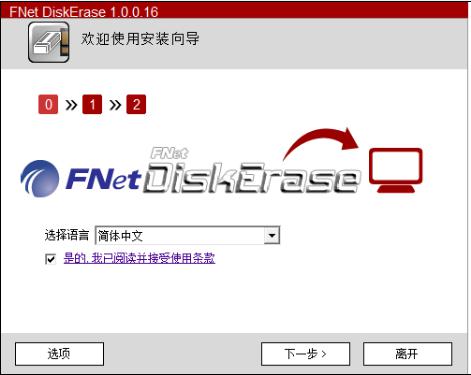 FNet DiskErase 1.0.0.16
欢迎使用安装向导
0 » 1 » 2
FNet
FNet DiskErase
选择语言 简体中文
是的, 我已阅读并接受使用条款
选项 下一步 > 离开